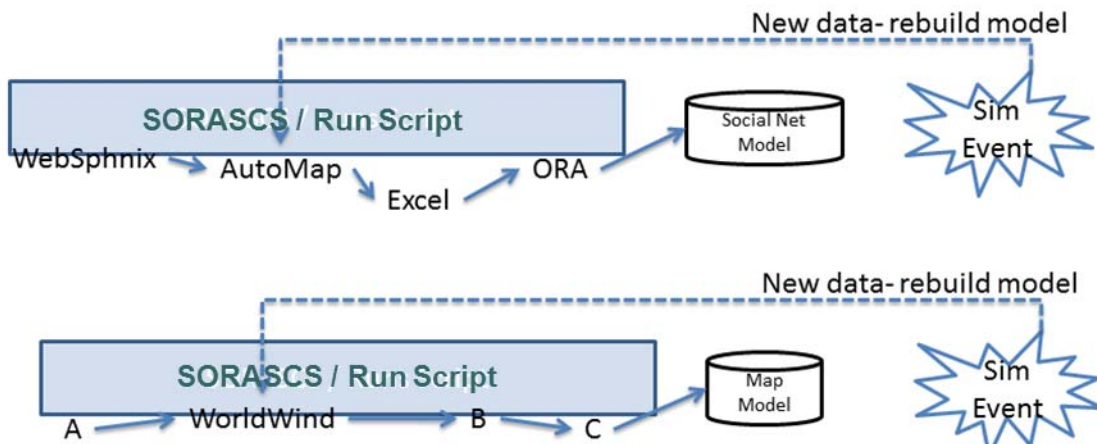 New data- rebuild model
SORASCS / Run Script
WebSphnix
AutoMap
Excel
ORA
Social Net
Model
Sim
Event
New data- rebuild model
SORASCS / Run Script
A
WorldWind
B
C
Map
Model
Sim
Event